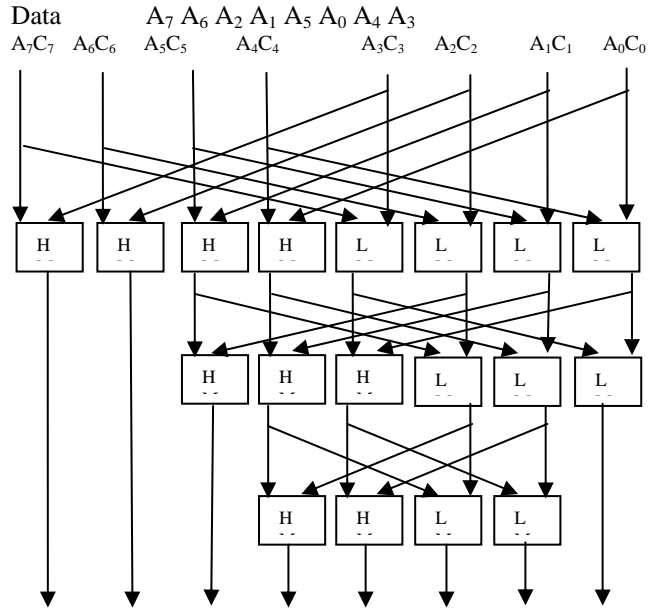 Data A₇ A₆ A₂ A₁ A₅ A₀ A₄ A₃
A₇C₇ A₆C₆ A₅C₅ A₄C₄ A₃C₃ A₂C₂ A₁C₁ A₀C₀
H H H H L L L L
H H H L L L
H H L L